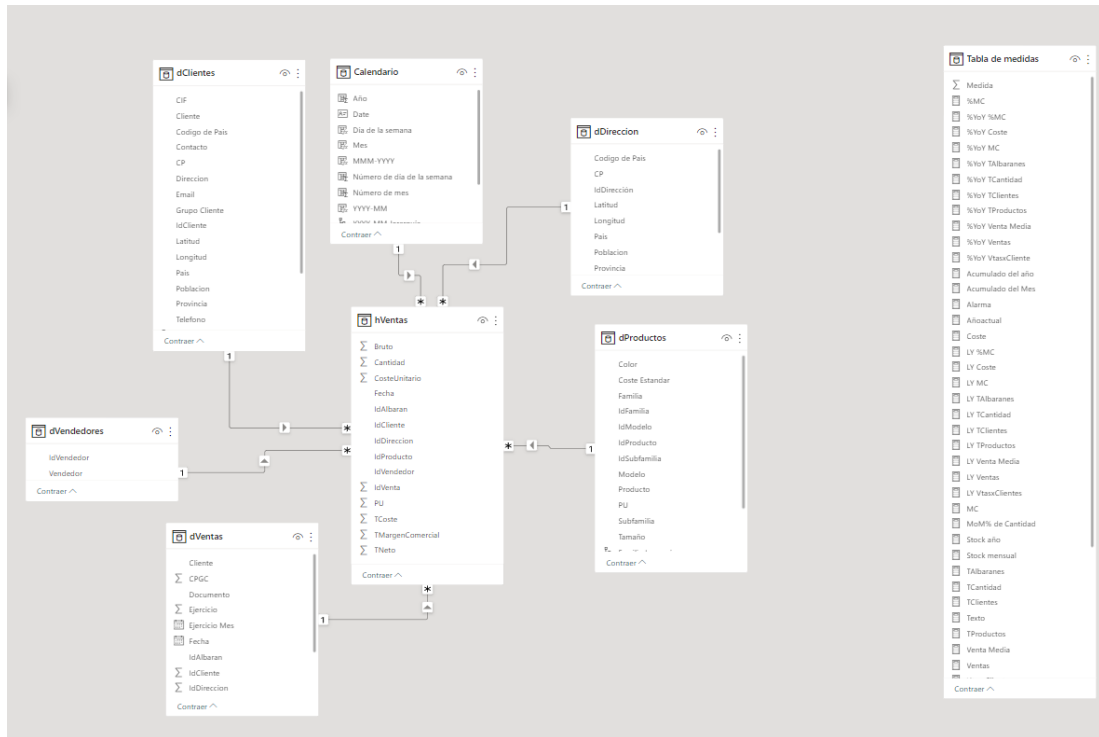 dClientes
CIF
Cliente
Codigo de Pais
Contacto
CP
Direccion
Email
Grupo Cliente
IdCliente
Latitud
Longitud
Pais
Poblacion
Provincia
Telefono
Contraer
1
Calendario
Año
Date
Día de la semana
Mes
MMM-YYYY
Número de día de la semana
Número de mes
YYYY-MM
Contraer
1
dDireccion
Codigo de País
CP
IdDirección
Latitud
Longitud
Pais
Poblacion
Provincia
Contraer
1
*
*
hVentas
Bruto
Cantidad
CosteUnitario
Fecha
IdAlbaran
IdCliente
IdDireccion
IdProducto
IdVendedor
IdVenta
PU
TCoste
TMargenComercial
TNeto
Contraer
*
*
*
*
dProductos
Color
Coste Estandar
Familia
IdFamilia
IdModelo
IdProducto
IdSubfamilia
Modelo
Producto
PU
Subfamilia
Tamaño
Contraer
1
dVendedores
IdVendedor
Vendedor
Contraer
1
dVentas
Cliente
CPGC
Documento
Ejercicio
Ejercicio Mes
Fecha
IdAlbaran
IdCliente
IdDireccion
Contraer
1
Tabla de medidas
Medida
%MC
%YoY %MC
%YoY Coste
%YoY MC
%YoY TAlbaranes
%YoY TCantidad
%YoY TClientes
%YoY TProductos
%YoY Venta Media
%YoY Ventas
%YoY VtasxCliente
Acumulado del año
Acumulado del Mes
Alarma
Añoactual
Coste
LY %MC
LY Coste
LY MC
LY TAlbaranes
LY TCantidad
LY TClientes
LY TProductos
LY Venta Media
LY Ventas
LY VtasxClientes
MC
MoM% de Cantidad
Stock año
Stock mensual
TAlbaranes
TCantidad
TClientes
Texto
TProductos
Venta Media
Ventas
Contraer